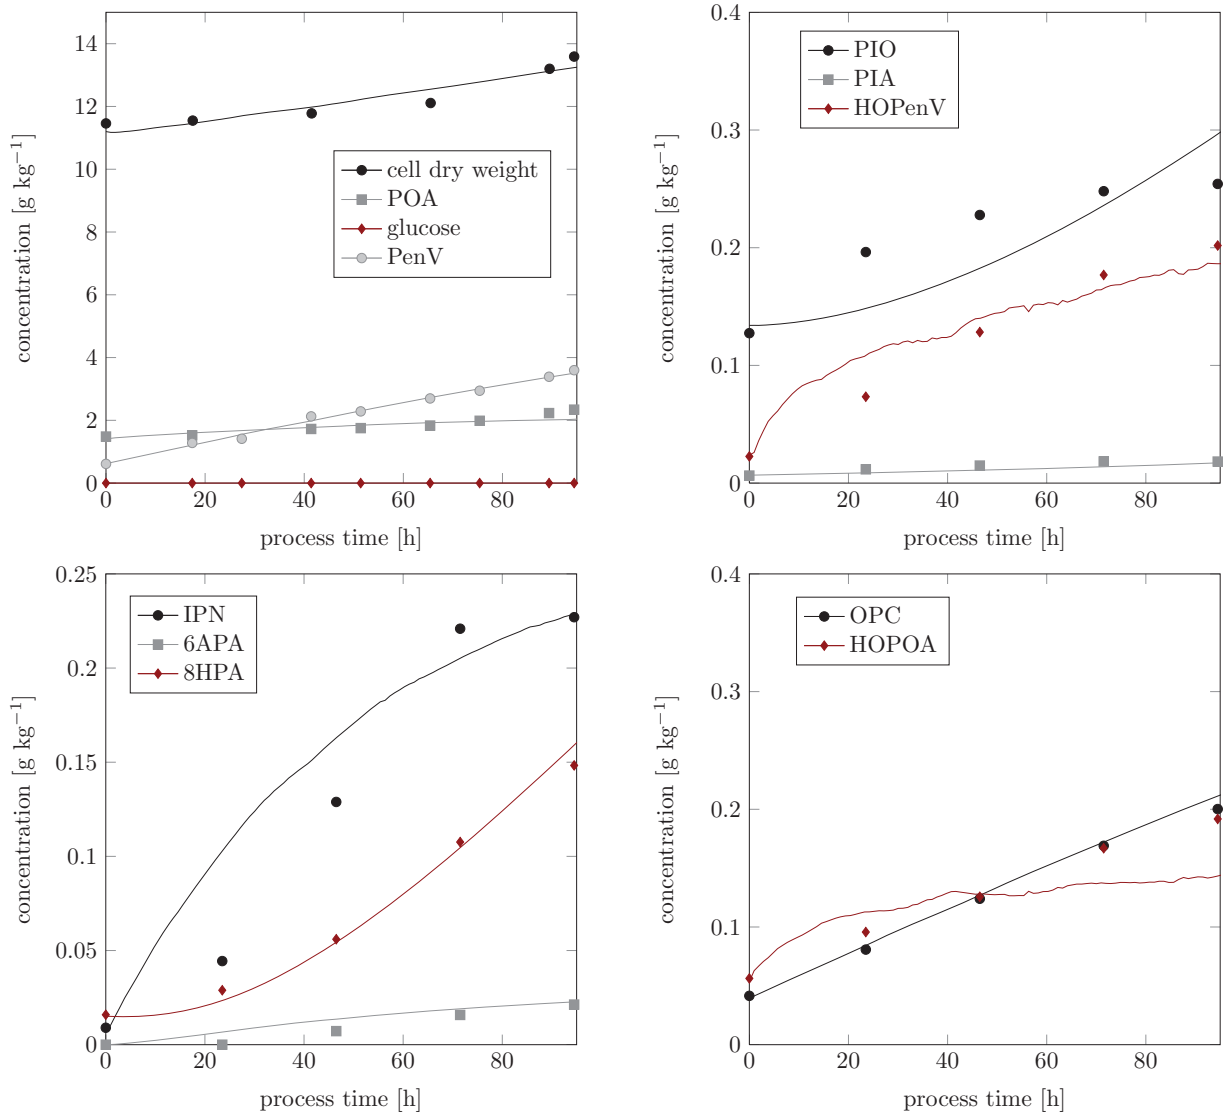 14
12
10
8
6
4
2
0
0
20
40
60
80
concentration [g kg⁻¹]
process time [h]
cell dry weight
POA
glucose
PenV
0.4
0.3
0.2
0.1
0
0
20
40
60
80
concentration [g kg⁻¹]
process time [h]
PIO
PIA
HOPenV
0.25
0.2
0.15
0.1
0.05
0
0
20
40
60
80
concentration [g kg⁻¹]
process time [h]
IPN
6APA
8HPA
0.4
0.3
0.2
0.1
0
0
20
40
60
80
concentration [g kg⁻¹]
process time [h]
OPC
HOPOA